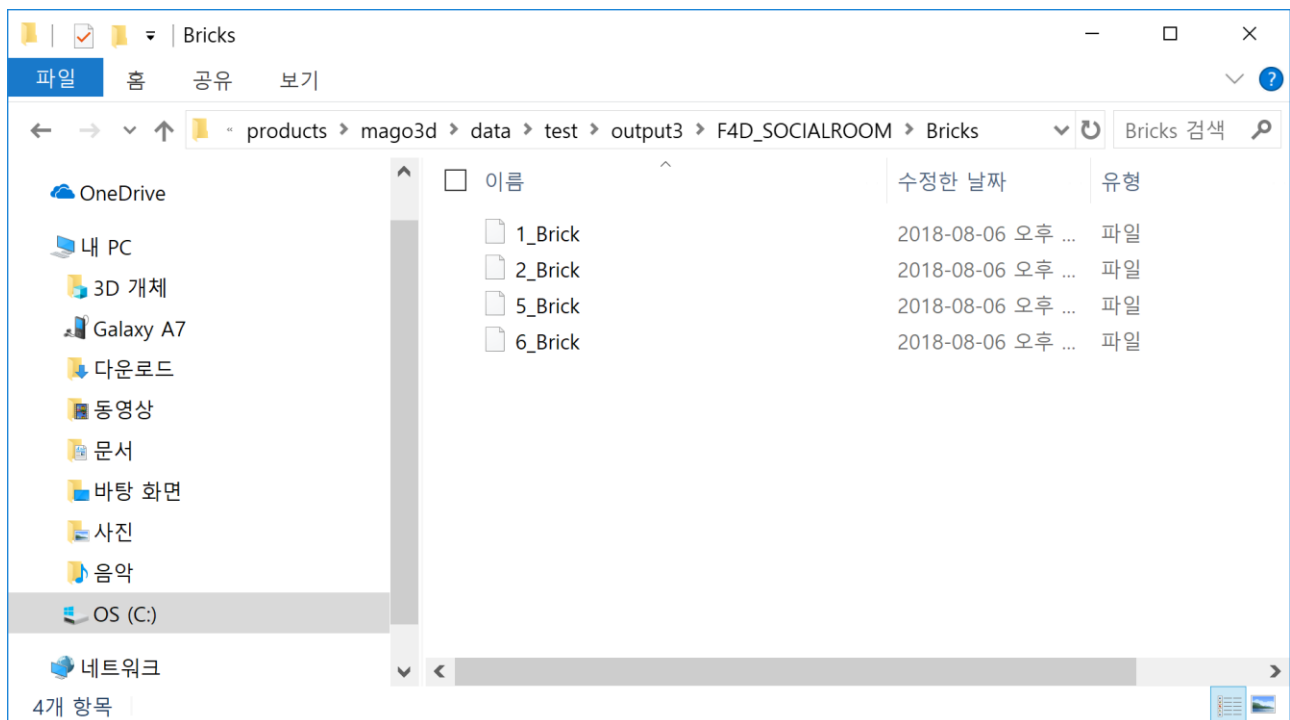 Bricks
파일 홈 공유 보기
« products > mago3d > data > test > output3 > F4D_SOCIALROOM > Bricks Bricks 검색
OneDrive
내 PC
3D 개체
Galaxy A7
다운로드
동영상
문서
바탕 화면
사진
음악
OS (C:)
네트워크
이름 수정한 날짜 유형
1_Brick 2018-08-06 오후 ... 파일
2_Brick 2018-08-06 오후 ... 파일
5_Brick 2018-08-06 오후 ... 파일
6_Brick 2018-08-06 오후 ... 파일
4개 항목